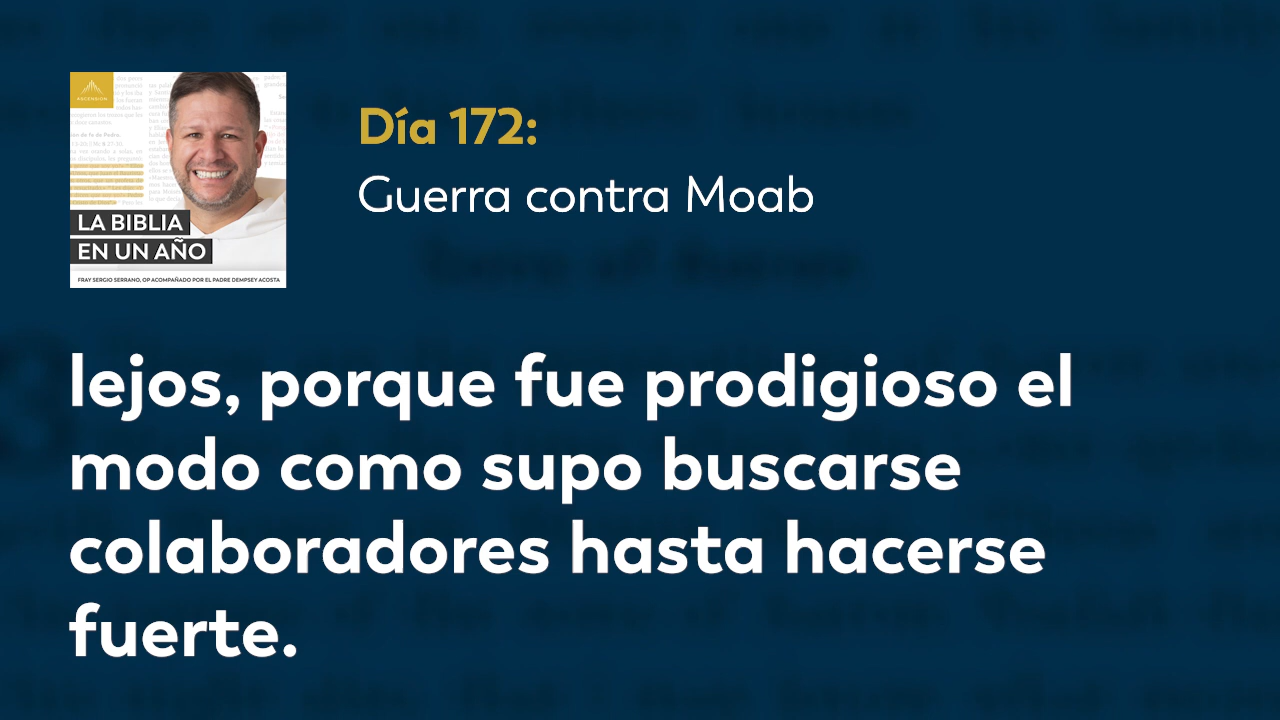 ASCENSION
LA BIBLIA
EN UN AÑO
FRAY SERGIO SERRANO, OP ACOMPAÑADO POR EL PADRE DEMPSEY ACOSTA
Día 172:
Guerra contra Moab
lejos, porque fue prodigioso el
modo como supo buscarse
colaboradores hasta hacerse
fuerte.